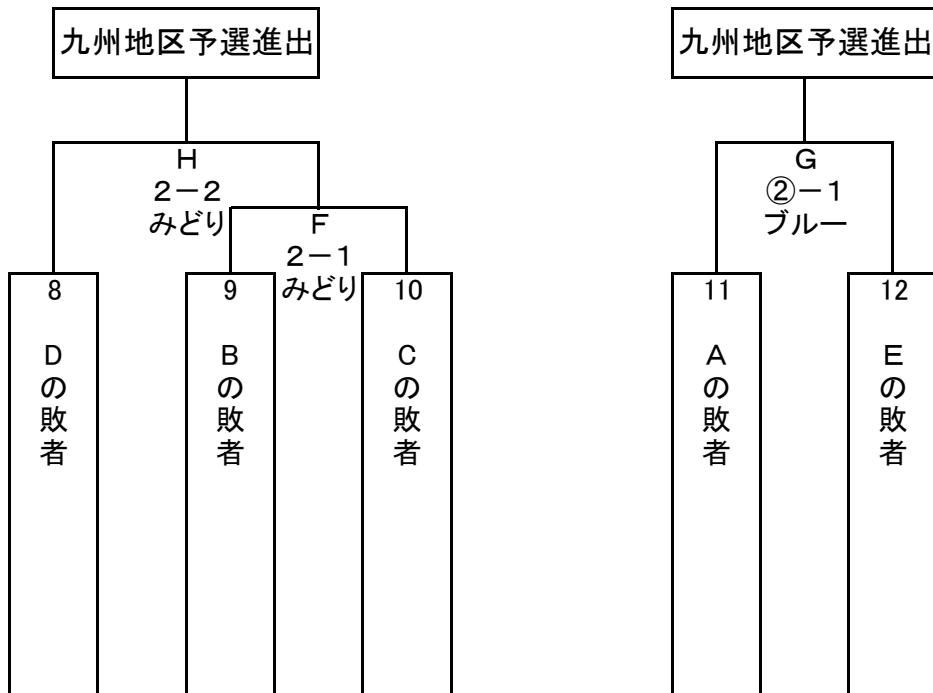 九州地区予選進出
九州地区予選進出
H
2－2
みどり
F
2－1
みどり
G
②－1
ブルー
8
Dの敗者
9
Bの敗者
10
Cの敗者
11
Aの敗者
12
Eの敗者